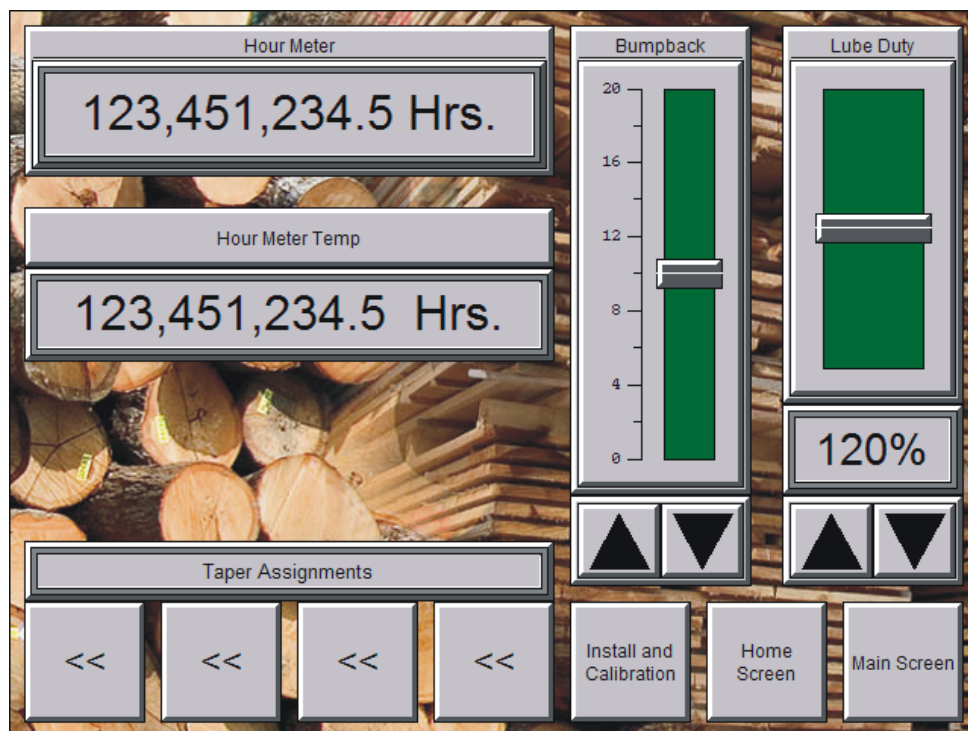 Hour Meter
123,451,234.5 Hrs.
Hour Meter Temp
123,451,234.5 Hrs.
Taper Assignments
<<
<<
<<
<<
Bumpback
20
16
12
8
4
0
Lube Duty
120%
Install and
Calibration
Home
Screen
Main Screen